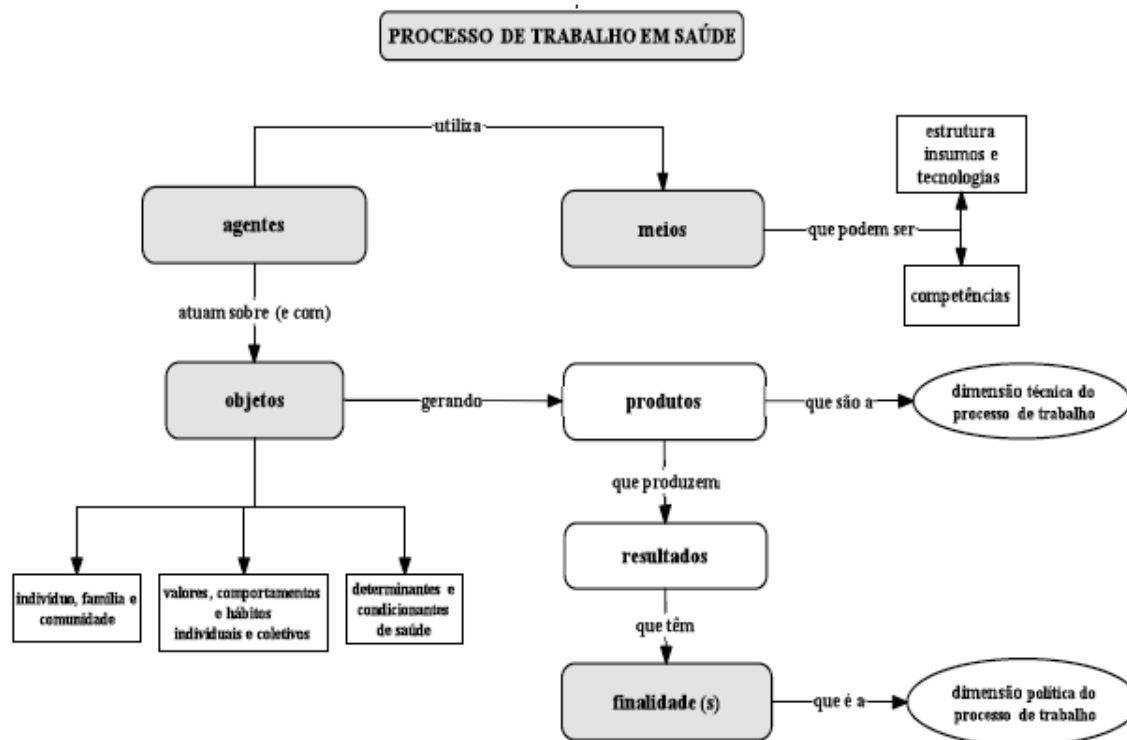 PROCESSO DE TRABALHO EM SAÚDE
utiliza
estrutura
insumos e
tecnologias
agentes
meios
que podem ser
competências
atuam sobre (e com)
objetos
gerando
produtos
que são a
dimensão técnica do
processo de trabalho
que produzem
resultados
indivíduo, família e
comunidade
valores, comportamentos
e hábitos
individuais e coletivos
determinantes e
condicionantes
de saúde
que têm
finalidade (s)
que é a
dimensão política do
processo de trabalho